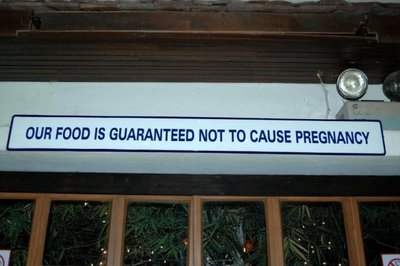 OUR FOOD IS GUARANTEED NOT TO CAUSE PREGNANCY